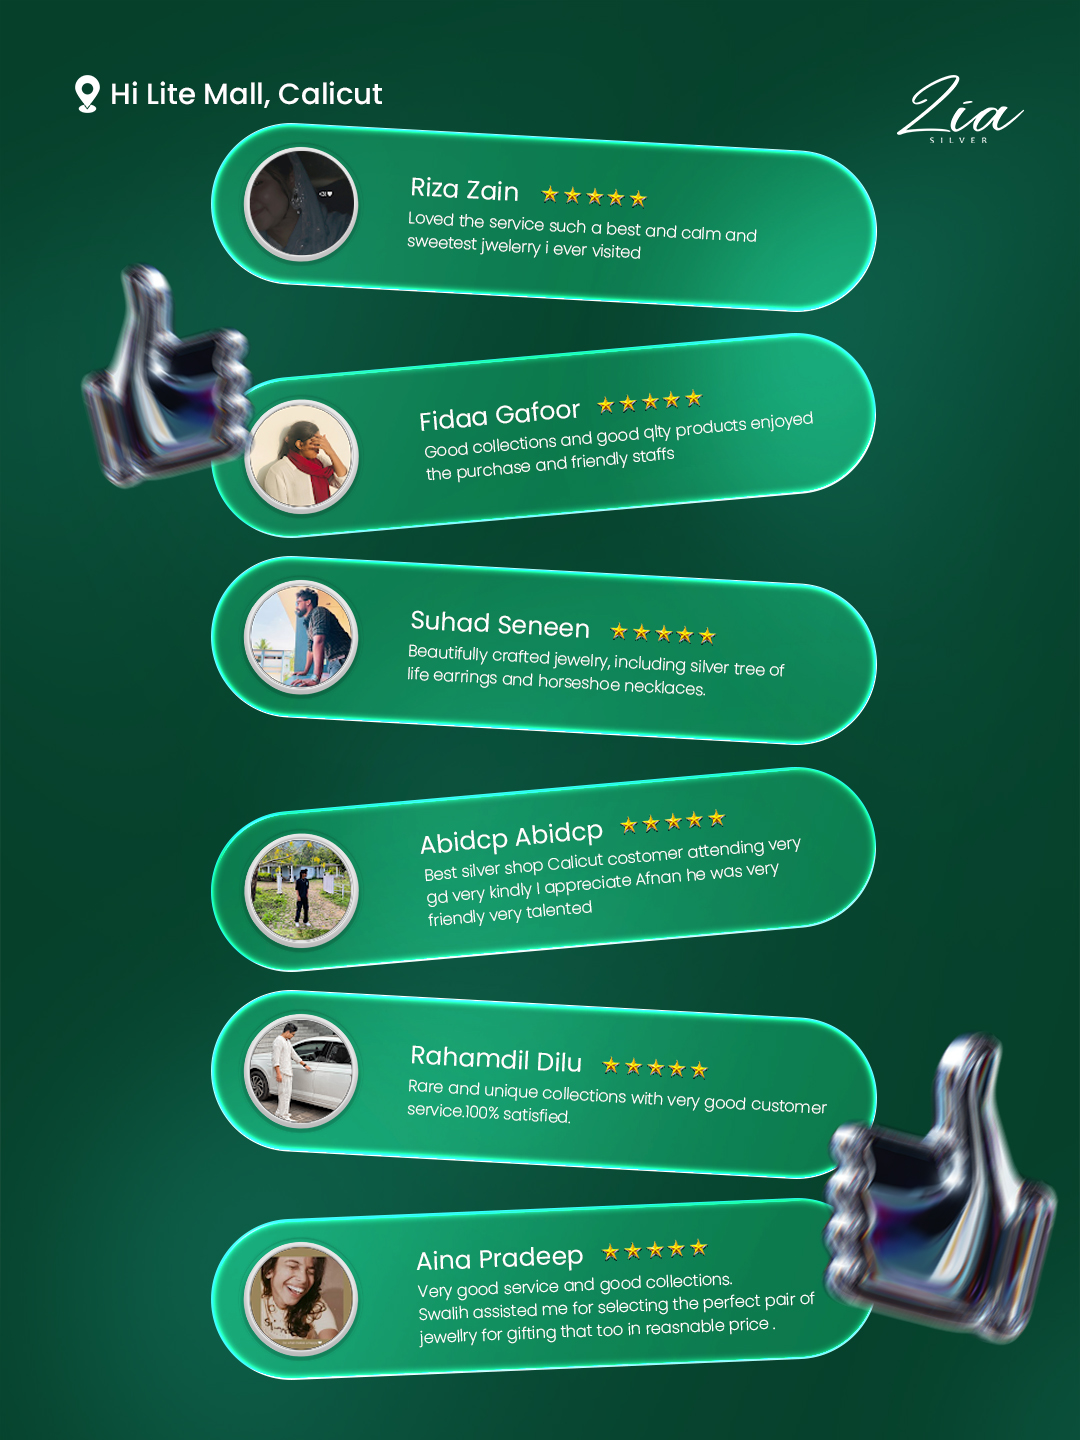 Hi Lite Mall, Calicut
Zia
SILVER
Riza Zain
Loved the service such a best and calm and
sweetest jwelerry i ever visited
Fidaa Gafoor
Good collections and good qlty products enjoyed
the purchase and friendly staffs
Suhad Seneen
Beautifully crafted jewelry, including silver tree of
life earrings and horseshoe necklaces.
Abidcp Abidcp
Best silver shop Calicut costomer attending very
gd very kindly I appreciate Afnan he was very
friendly very talented
Rahamdil Dilu
Rare and unique collections with very good customer
service.100% satisfied.
Aina Pradeep
Very good service and good collections.
Swalih assisted me for selecting the perfect pair of
jewellry for gifting that too in reasnable price .